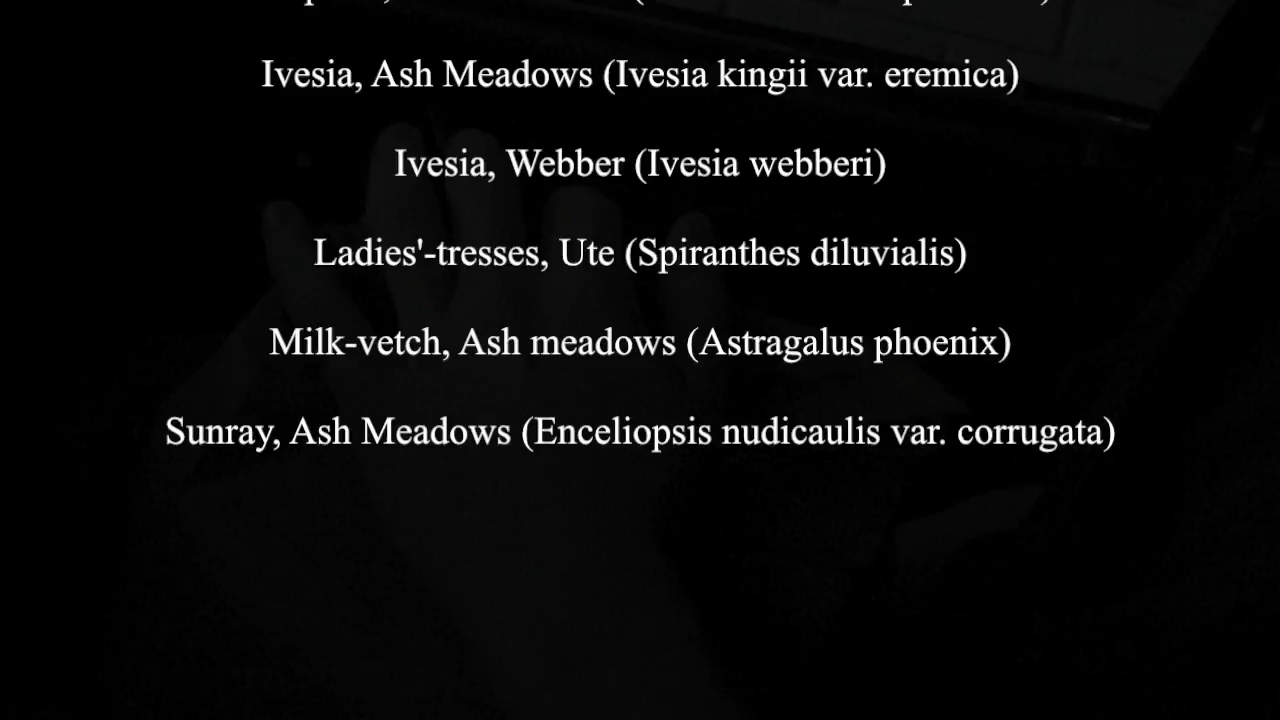 Ivesia, Ash Meadows (Ivesia kingii var. eremica)
Ivesia, Webber (Ivesia webberi)
Ladies'-tresses, Ute (Spiranthes diluvialis)
Milk-vetch, Ash meadows (Astragalus phoenix)
Sunray, Ash Meadows (Enceliopsis nudicaulis var. corrugata)